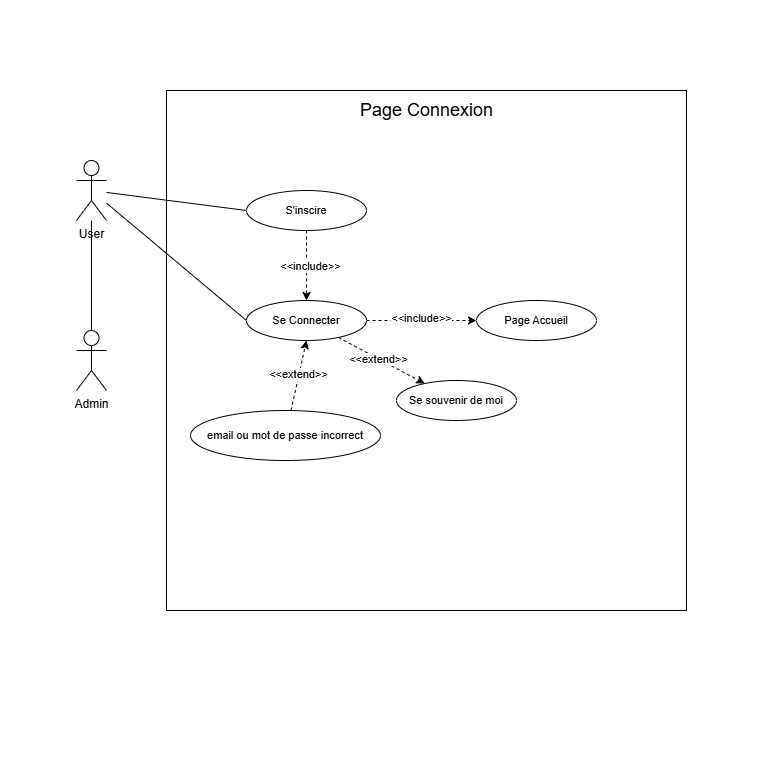 Page Connexion
User
S'inscire
<<include>>
Se Connecter
<<include>>
Page Accueil
<<extend>>
<<extend>>
Admin
Se souvenir de moi
email ou mot de passe incorrect